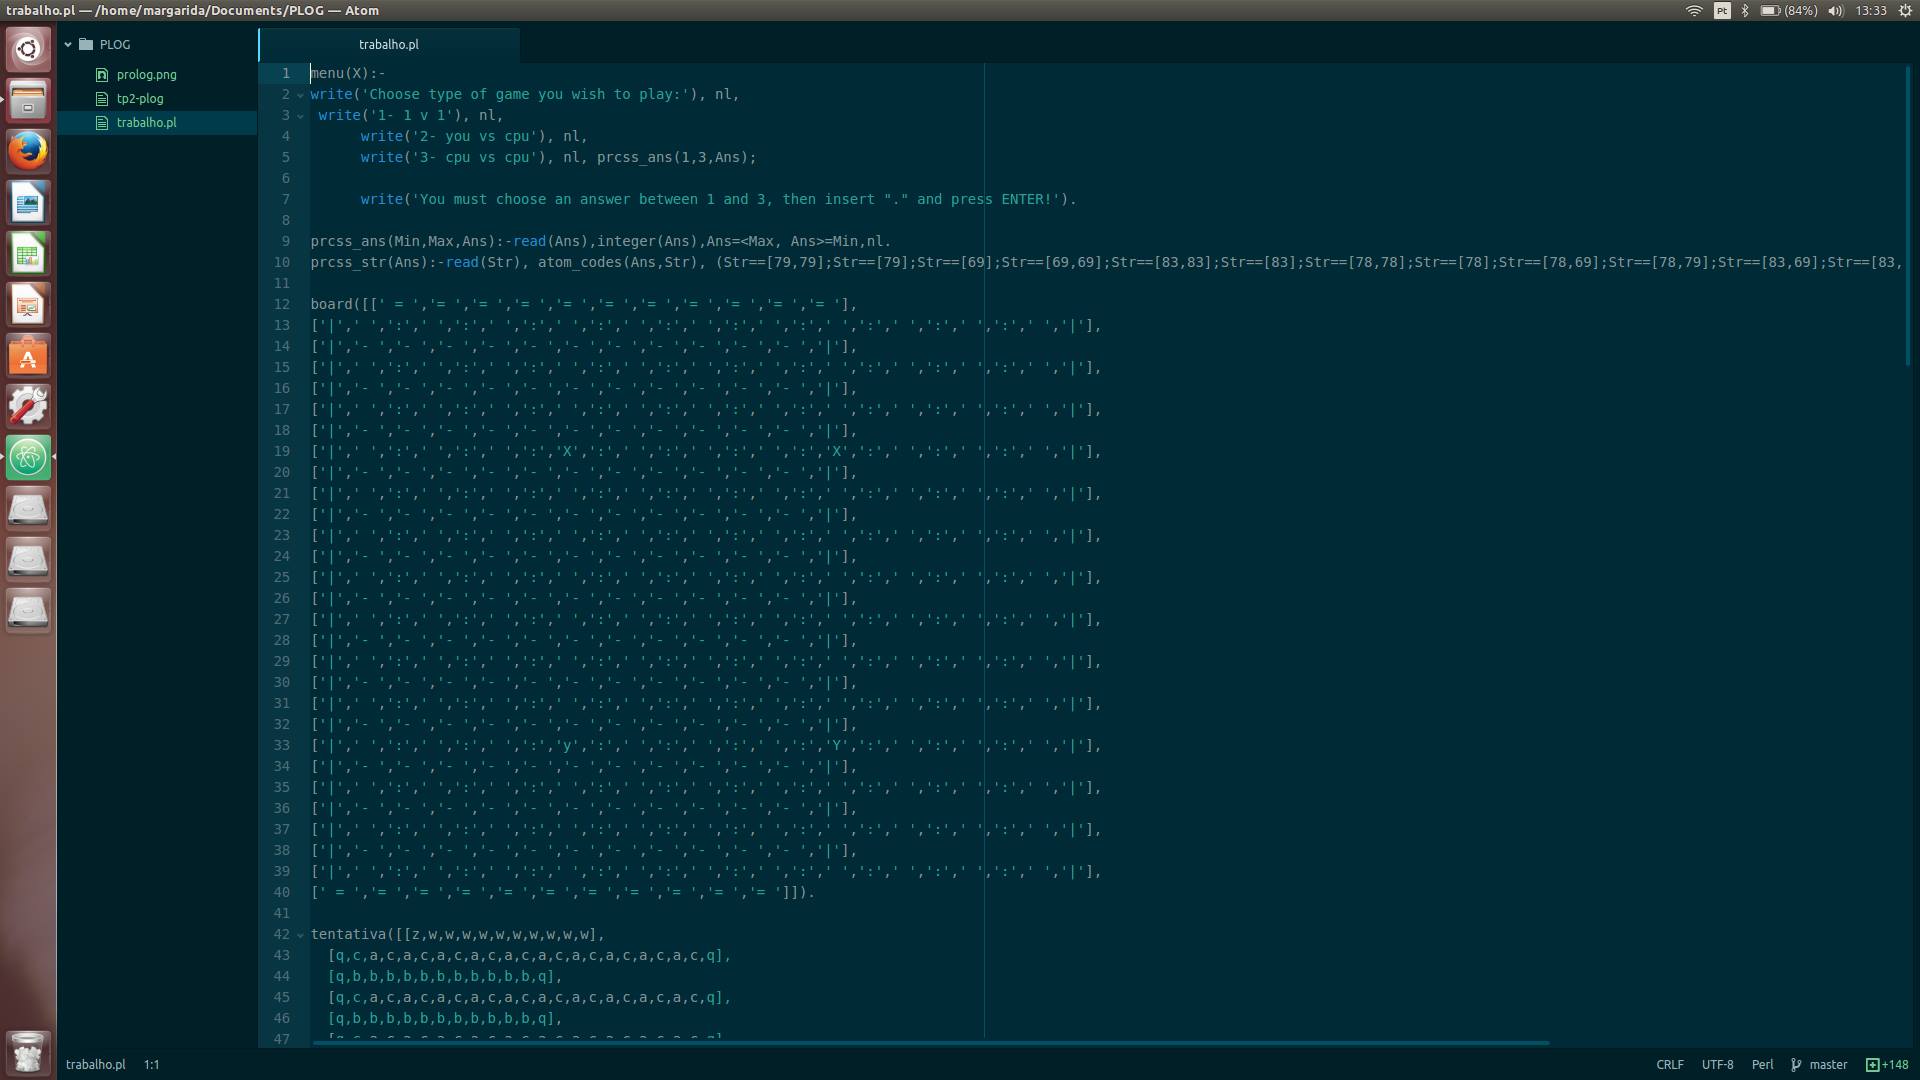 trabalho.pl — /home/margarida/Documents/PLOG — Atom
Pt (84%) 13:33
PLOG
prolog.png
tp2-plog
trabalho.pl
trabalho.pl
1 menu(X):-
2 write('Choose type of game you wish to play:'), nl,
3 write('1- 1 v 1'), nl,
4 write('2- you vs cpu'), nl,
5 write('3- cpu vs cpu'), nl, prcss_ans(1,3,Ans);
6
7 write('You must choose an answer between 1 and 3, then insert "." and press ENTER!').
8
9 prcss_ans(Min,Max,Ans):-read(Ans),integer(Ans),Ans=<Max, Ans>=Min,nl.
10 prcss_str(Ans):-read(Str), atom_codes(Ans,Str), (Str==[79,79];Str==[79];Str==[69];Str==[69,69];Str==[83,83];Str==[83];Str==[78,78];Str==[78];Str==[78,69];Str==[78,79];Str==[83,69];Str==[83,
11
12 board([[' = ','= ','= ','= ','= ','= ','= ','= ','= ','= ','= '],
13 ['|',' ',':',' ',':',' ',':',' ',':',' ',':',' ',':',' ',':',' ',':',' ',':',' ',':',' ','|'],
14 ['|','- ','- ','- ','- ','- ','- ','- ','- ','- ','- ','- ','|'],
15 ['|',' ',':',' ',':',' ',':',' ',':',' ',':',' ',':',' ',':',' ',':',' ',':',' ',':',' ','|'],
16 ['|','- ','- ','- ','- ','- ','- ','- ','- ','- ','- ','- ','|'],
17 ['|',' ',':',' ',':',' ',':',' ',':',' ',':',' ',':',' ',':',' ',':',' ',':',' ',':',' ','|'],
18 ['|','- ','- ','- ','- ','- ','- ','- ','- ','- ','- ','- ','|'],
19 ['|',' ',':',' ',':',' ',':','X',':',' ',':',' ',':',' ',':','X',':',' ',':',' ',':',' ','|'],
20 ['|','- ','- ','- ','- ','- ','- ','- ','- ','- ','- ','- ','|'],
21 ['|',' ',':',' ',':',' ',':',' ',':',' ',':',' ',':',' ',':',' ',':',' ',':',' ',':',' ','|'],
22 ['|','- ','- ','- ','- ','- ','- ','- ','- ','- ','- ','- ','|'],
23 ['|',' ',':',' ',':',' ',':',' ',':',' ',':',' ',':',' ',':',' ',':',' ',':',' ',':',' ','|'],
24 ['|','- ','- ','- ','- ','- ','- ','- ','- ','- ','- ','- ','|'],
25 ['|',' ',':',' ',':',' ',':',' ',':',' ',':',' ',':',' ',':',' ',':',' ',':',' ',':',' ','|'],
26 ['|','- ','- ','- ','- ','- ','- ','- ','- ','- ','- ','- ','|'],
27 ['|',' ',':',' ',':',' ',':',' ',':',' ',':',' ',':',' ',':',' ',':',' ',':',' ',':',' ','|'],
28 ['|','- ','- ','- ','- ','- ','- ','- ','- ','- ','- ','- ','|'],
29 ['|',' ',':',' ',':',' ',':',' ',':',' ',':',' ',':',' ',':',' ',':',' ',':',' ',':',' ','|'],
30 ['|','- ','- ','- ','- ','- ','- ','- ','- ','- ','- ','- ','|'],
31 ['|',' ',':',' ',':',' ',':',' ',':',' ',':',' ',':',' ',':',' ',':',' ',':',' ',':',' ','|'],
32 ['|','- ','- ','- ','- ','- ','- ','- ','- ','- ','- ','- ','|'],
33 ['|',' ',':',' ',':',' ',':','y',':',' ',':',' ',':',' ',':','Y',':',' ',':',' ',':',' ','|'],
34 ['|','- ','- ','- ','- ','- ','- ','- ','- ','- ','- ','- ','|'],
35 ['|',' ',':',' ',':',' ',':',' ',':',' ',':',' ',':',' ',':',' ',':',' ',':',' ',':',' ','|'],
36 ['|','- ','- ','- ','- ','- ','- ','- ','- ','- ','- ','- ','|'],
37 ['|',' ',':',' ',':',' ',':',' ',':',' ',':',' ',':',' ',':',' ',':',' ',':',' ',':',' ','|'],
38 ['|','- ','- ','- ','- ','- ','- ','- ','- ','- ','- ','- ','|'],
39 ['|',' ',':',' ',':',' ',':',' ',':',' ',':',' ',':',' ',':',' ',':',' ',':',' ',':',' ','|'],
40 [' = ','= ','= ','= ','= ','= ','= ','= ','= ','= ','= ']]).
41
42 tentativa([[z,w,w,w,w,w,w,w,w,w,w],
43 [q,c,a,c,a,c,a,c,a,c,a,c,a,c,a,c,a,c,a,c,a,c,q],
44 [q,b,b,b,b,b,b,b,b,b,b,b,q],
45 [q,c,a,c,a,c,a,c,a,c,a,c,a,c,a,c,a,c,a,c,a,c,q],
46 [q,b,b,b,b,b,b,b,b,b,b,b,q],
47
trabalho.pl 1:1 CRLF UTF-8 Perl master +148